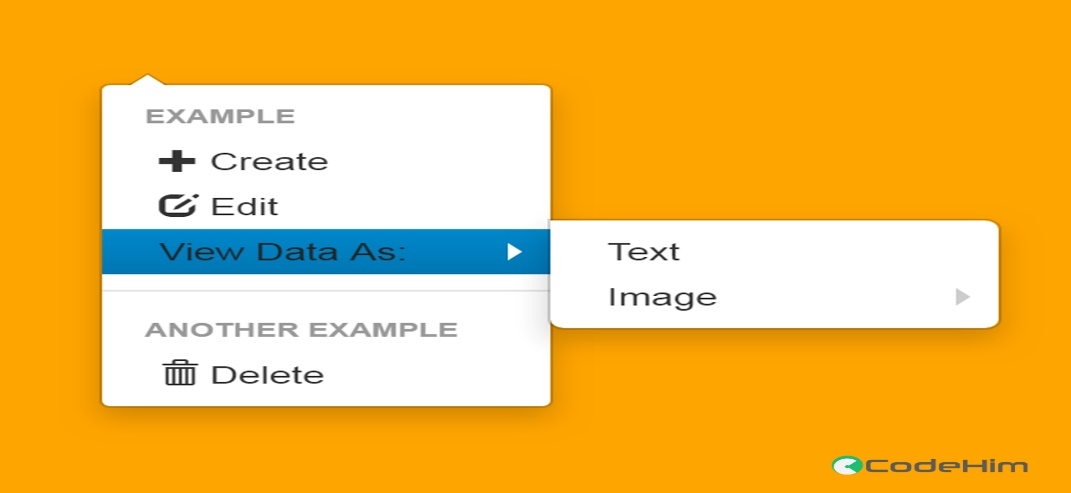 EXAMPLE
Create
Edit
View Data As:
Text
Image
ANOTHER EXAMPLE
Delete
CodeHim